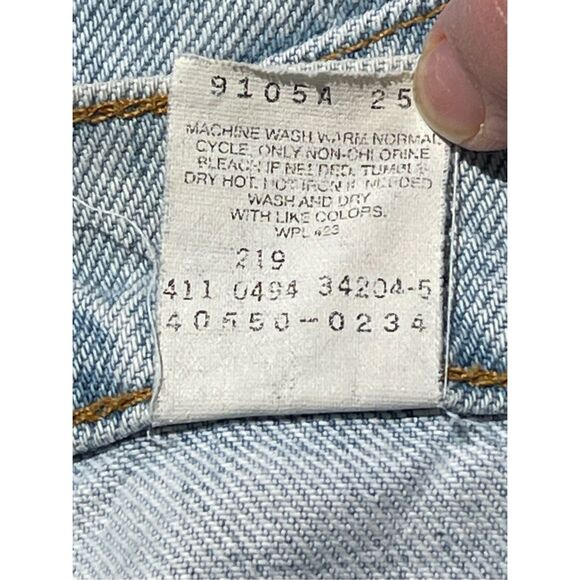 9105A 25
MACHINE WASH WARM NORMAL
CYCLE. ONLY NON-CHLORINE
BLEACH IF NEEDED. TUMBLE
DRY HOT. HOT IRON IF NEEDED
WASH AND DRY
WITH LIKE COLORS.
WPL 423
219
411 0494 34204-5
40550-0234